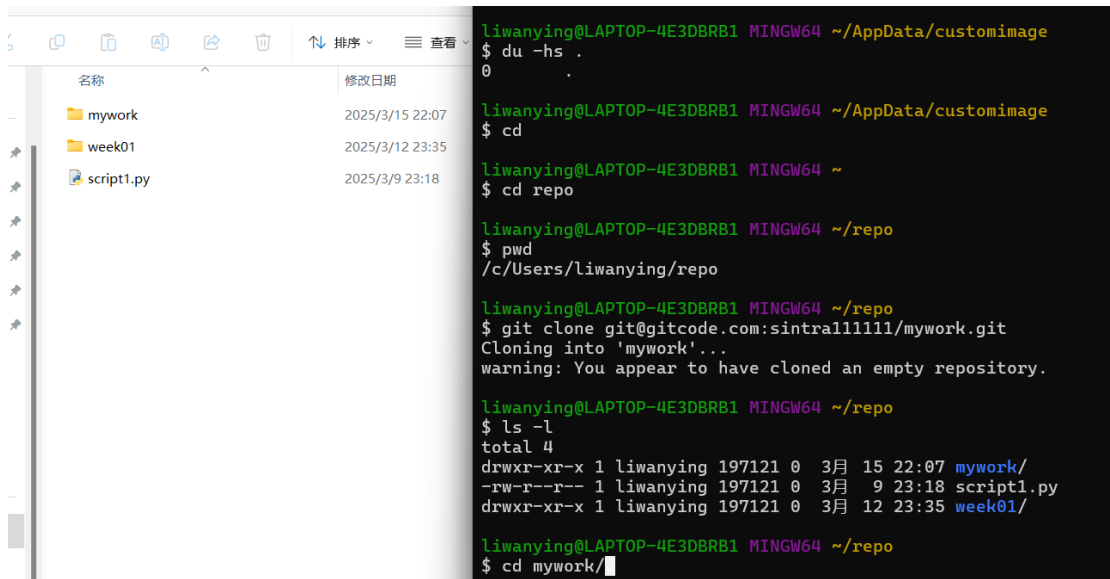 排序
查看
名称
修改日期
mywork
2025/3/15 22:07
week01
2025/3/12 23:35
script1.py
2025/3/9 23:18
liwanying@LAPTOP-4E3DBRB1 MINGW64 ~/AppData/customimage
$ du -hs .
0       .
liwanying@LAPTOP-4E3DBRB1 MINGW64 ~/AppData/customimage
$ cd
liwanying@LAPTOP-4E3DBRB1 MINGW64 ~
$ cd repo
liwanying@LAPTOP-4E3DBRB1 MINGW64 ~/repo
$ pwd
/c/Users/liwanying/repo
liwanying@LAPTOP-4E3DBRB1 MINGW64 ~/repo
$ git clone git@gitcode.com:sintra111111/mywork.git
Cloning into 'mywork'...
warning: You appear to have cloned an empty repository.
liwanying@LAPTOP-4E3DBRB1 MINGW64 ~/repo
$ ls -l
total 4
drwxr-xr-x 1 liwanying 197121 0  3月 15 22:07 mywork/
-rw-r--r-- 1 liwanying 197121 0  3月  9 23:18 script1.py
drwxr-xr-x 1 liwanying 197121 0  3月 12 23:35 week01/
liwanying@LAPTOP-4E3DBRB1 MINGW64 ~/repo
$ cd mywork/